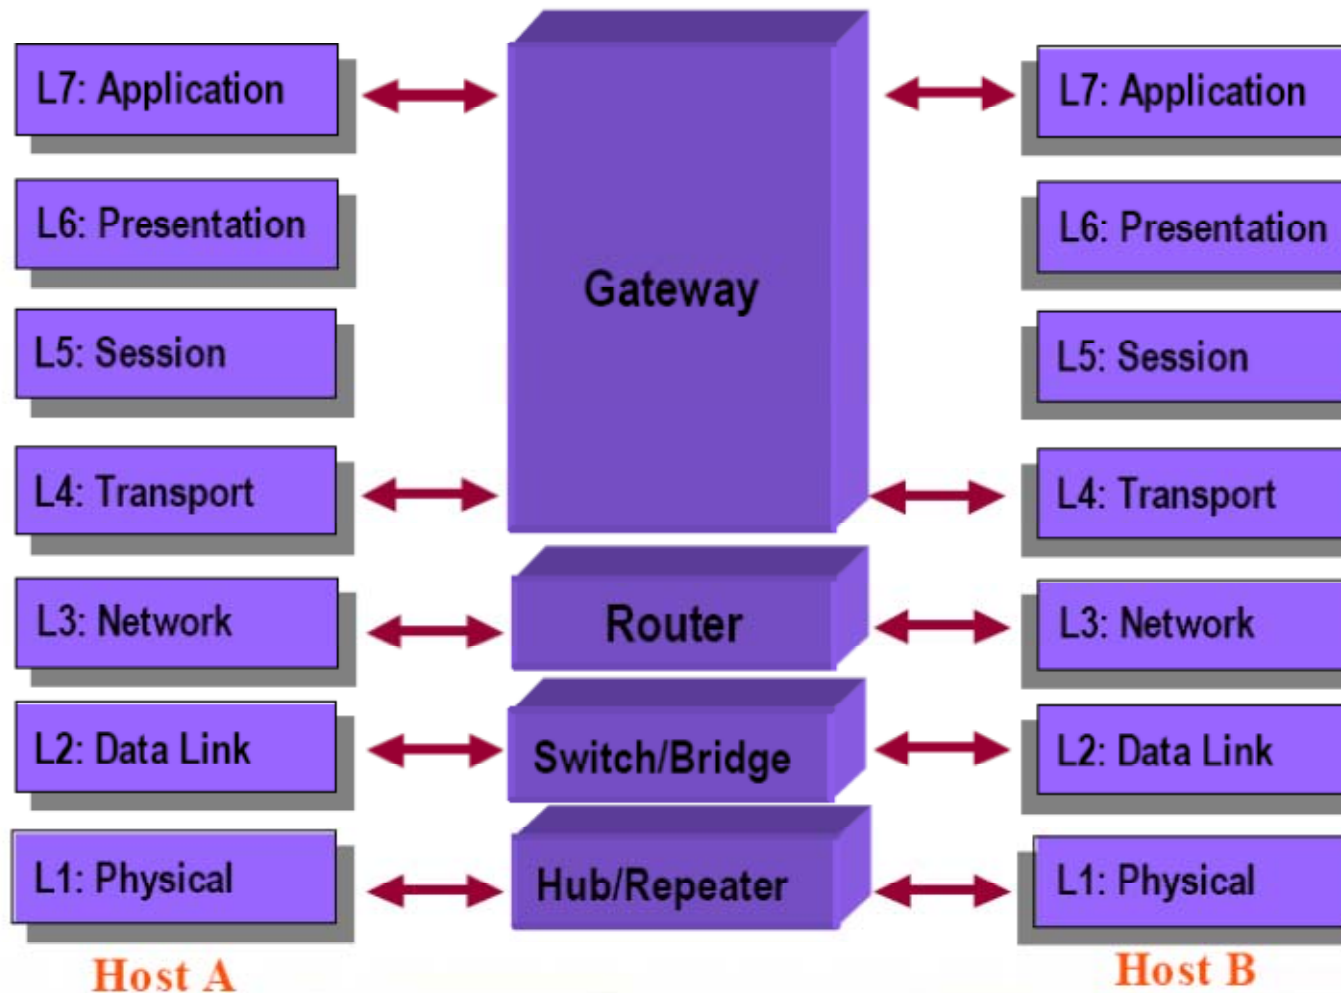 L7: Application
L6: Presentation
L5: Session
L4: Transport
L3: Network
L2: Data Link
L1: Physical
Host A
Gateway
Router
Switch/Bridge
Hub/Repeater
L7: Application
L6: Presentation
L5: Session
L4: Transport
L3: Network
L2: Data Link
L1: Physical
Host B